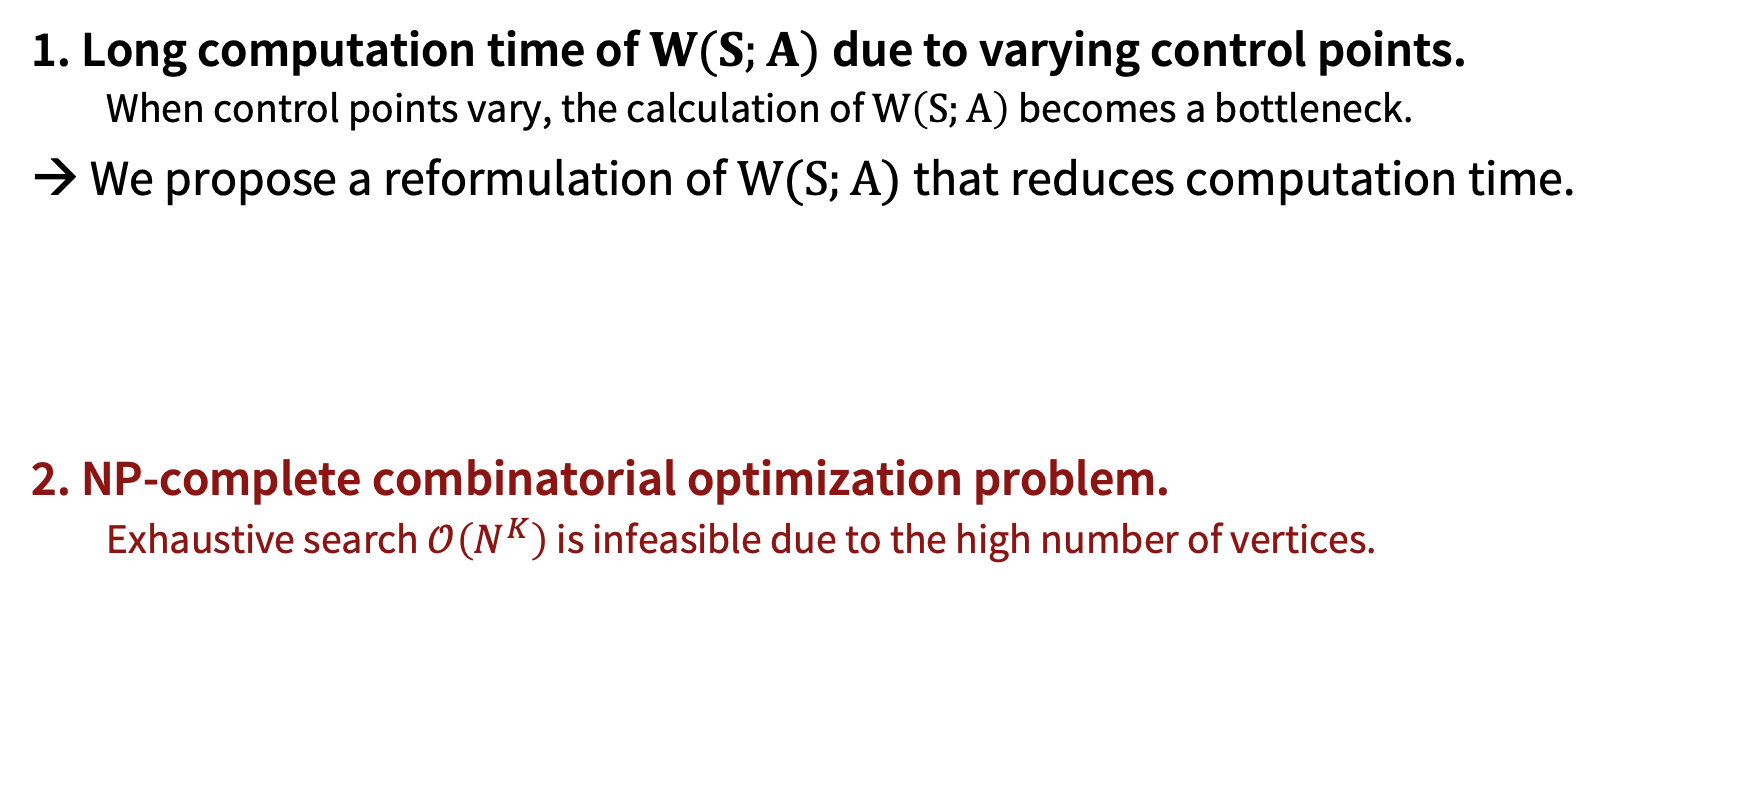 1. Long computation time of W(S; A) due to varying control points.
When control points vary, the calculation of W(S; A) becomes a bottleneck.
→ We propose a reformulation of W(S; A) that reduces computation time.
2. NP-complete combinatorial optimization problem.
Exhaustive search 𝒪(N^K) is infeasible due to the high number of vertices.